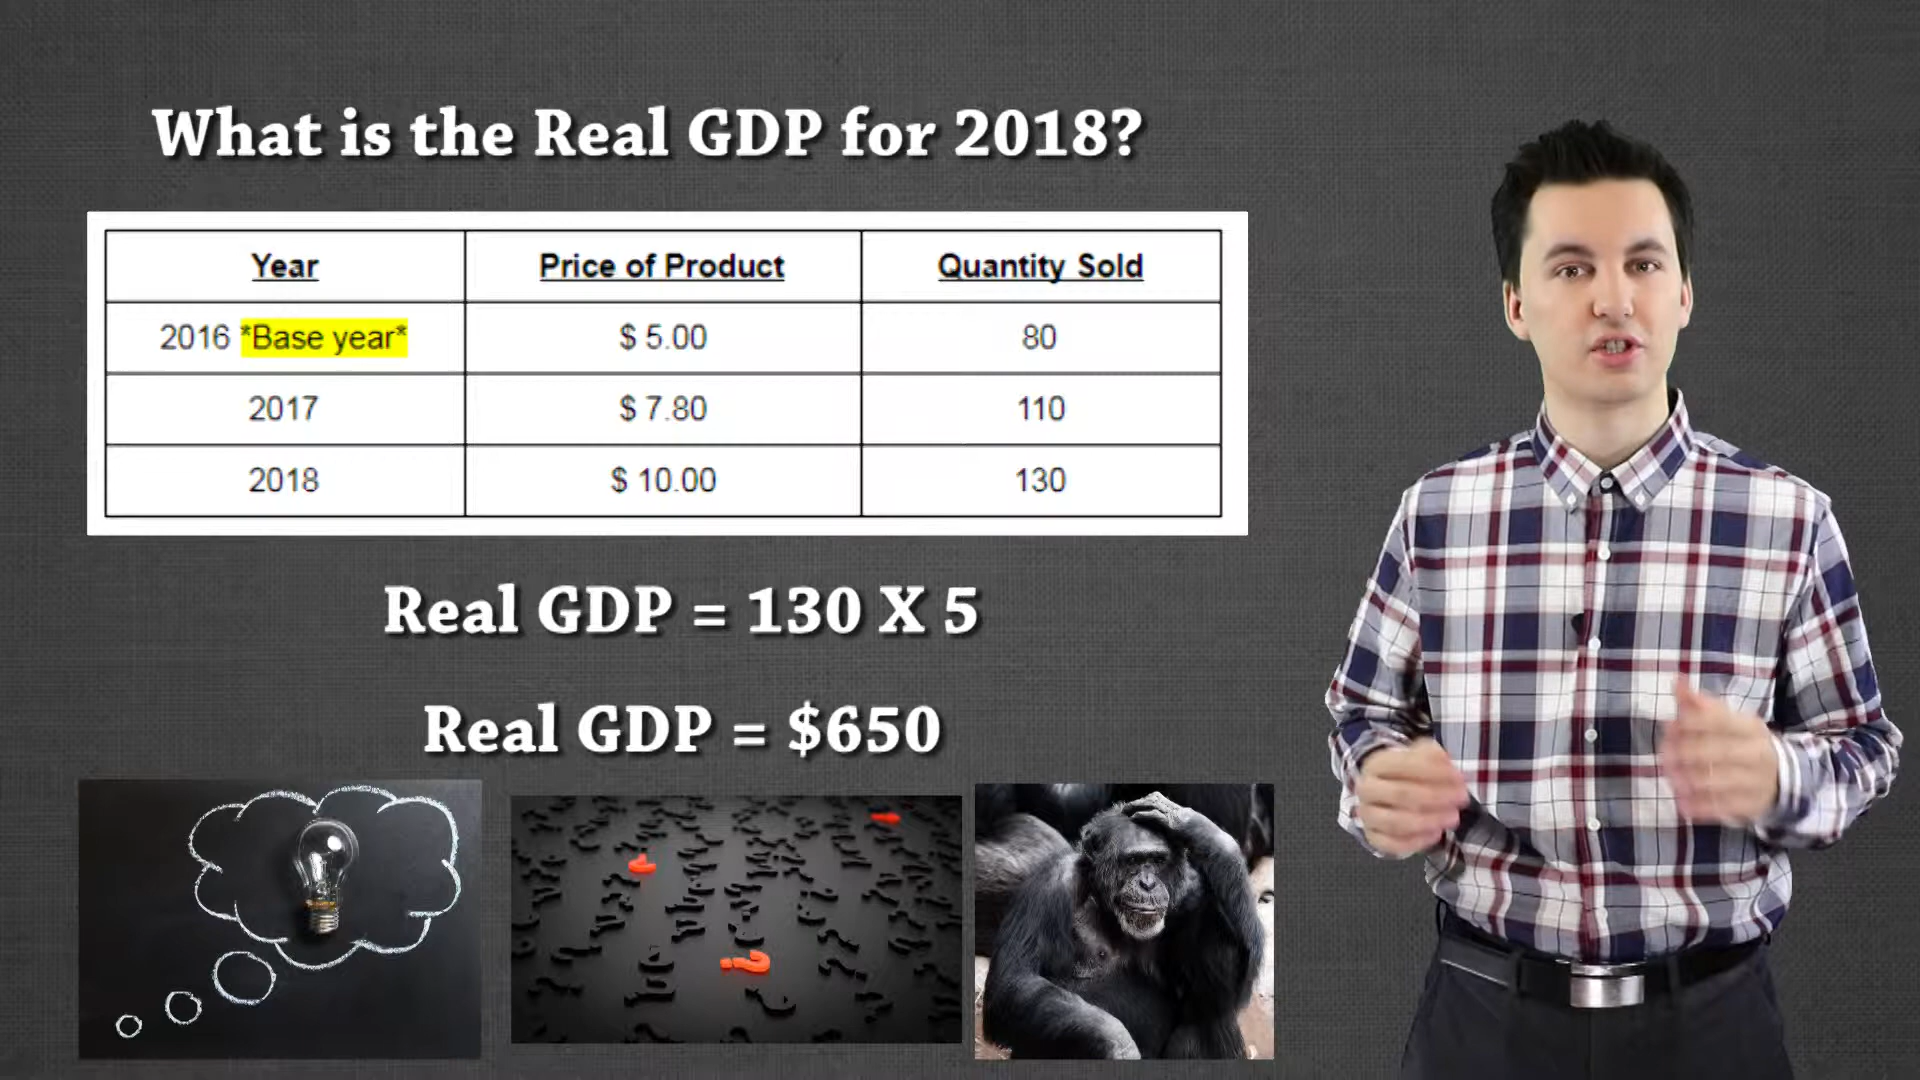 What is the Real GDP for 2018?
Year Price of Product Quantity Sold
2016 *Base year* $ 5.00 80
2017 $ 7.80 110
2018 $ 10.00 130
Real GDP = 130 X 5
Real GDP = $650